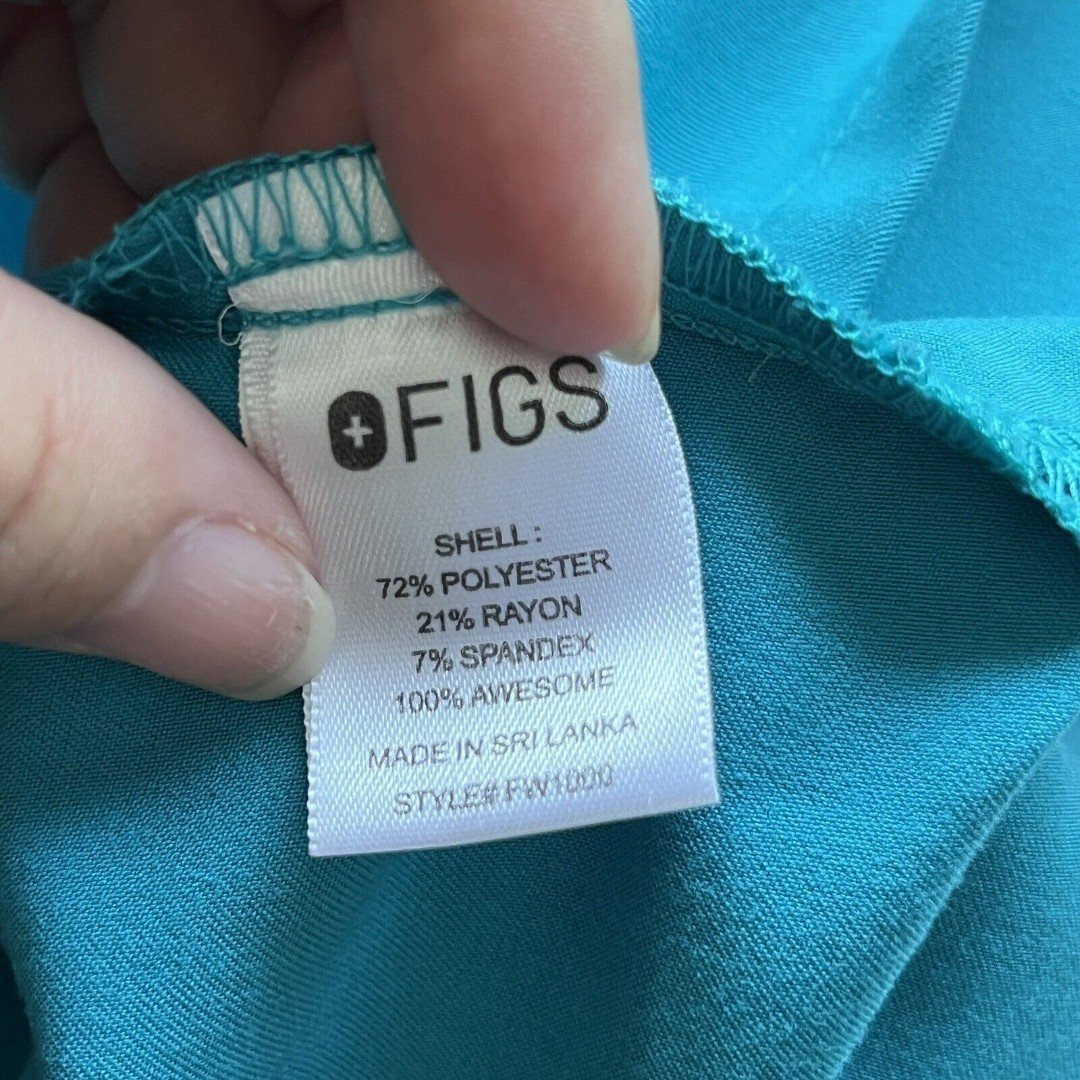 FIGS
SHELL :
72% POLYESTER
21% RAYON
7% SPANDEX
100% AWESOME
MADE IN SRI LANKA
STYLE# FW1000